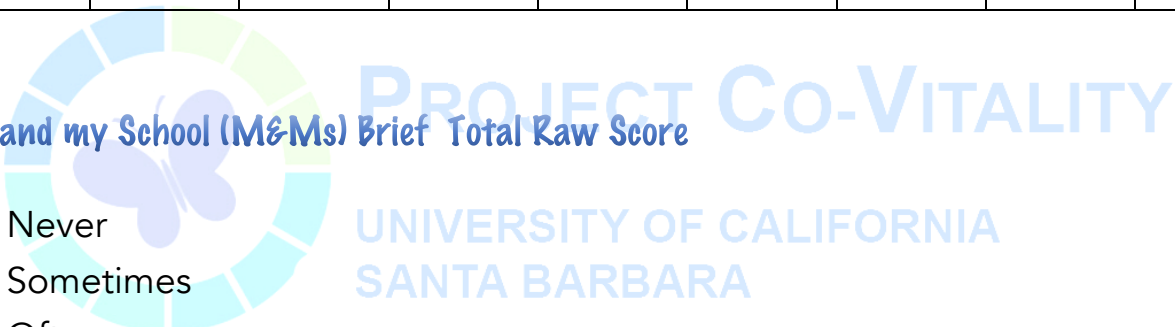 PROJECT CO-VITALITY
and my School (M&Ms) Brief Total Raw Score
Never
UNIVERSITY OF CALIFORNIA
Sometimes
SANTA BARBARA